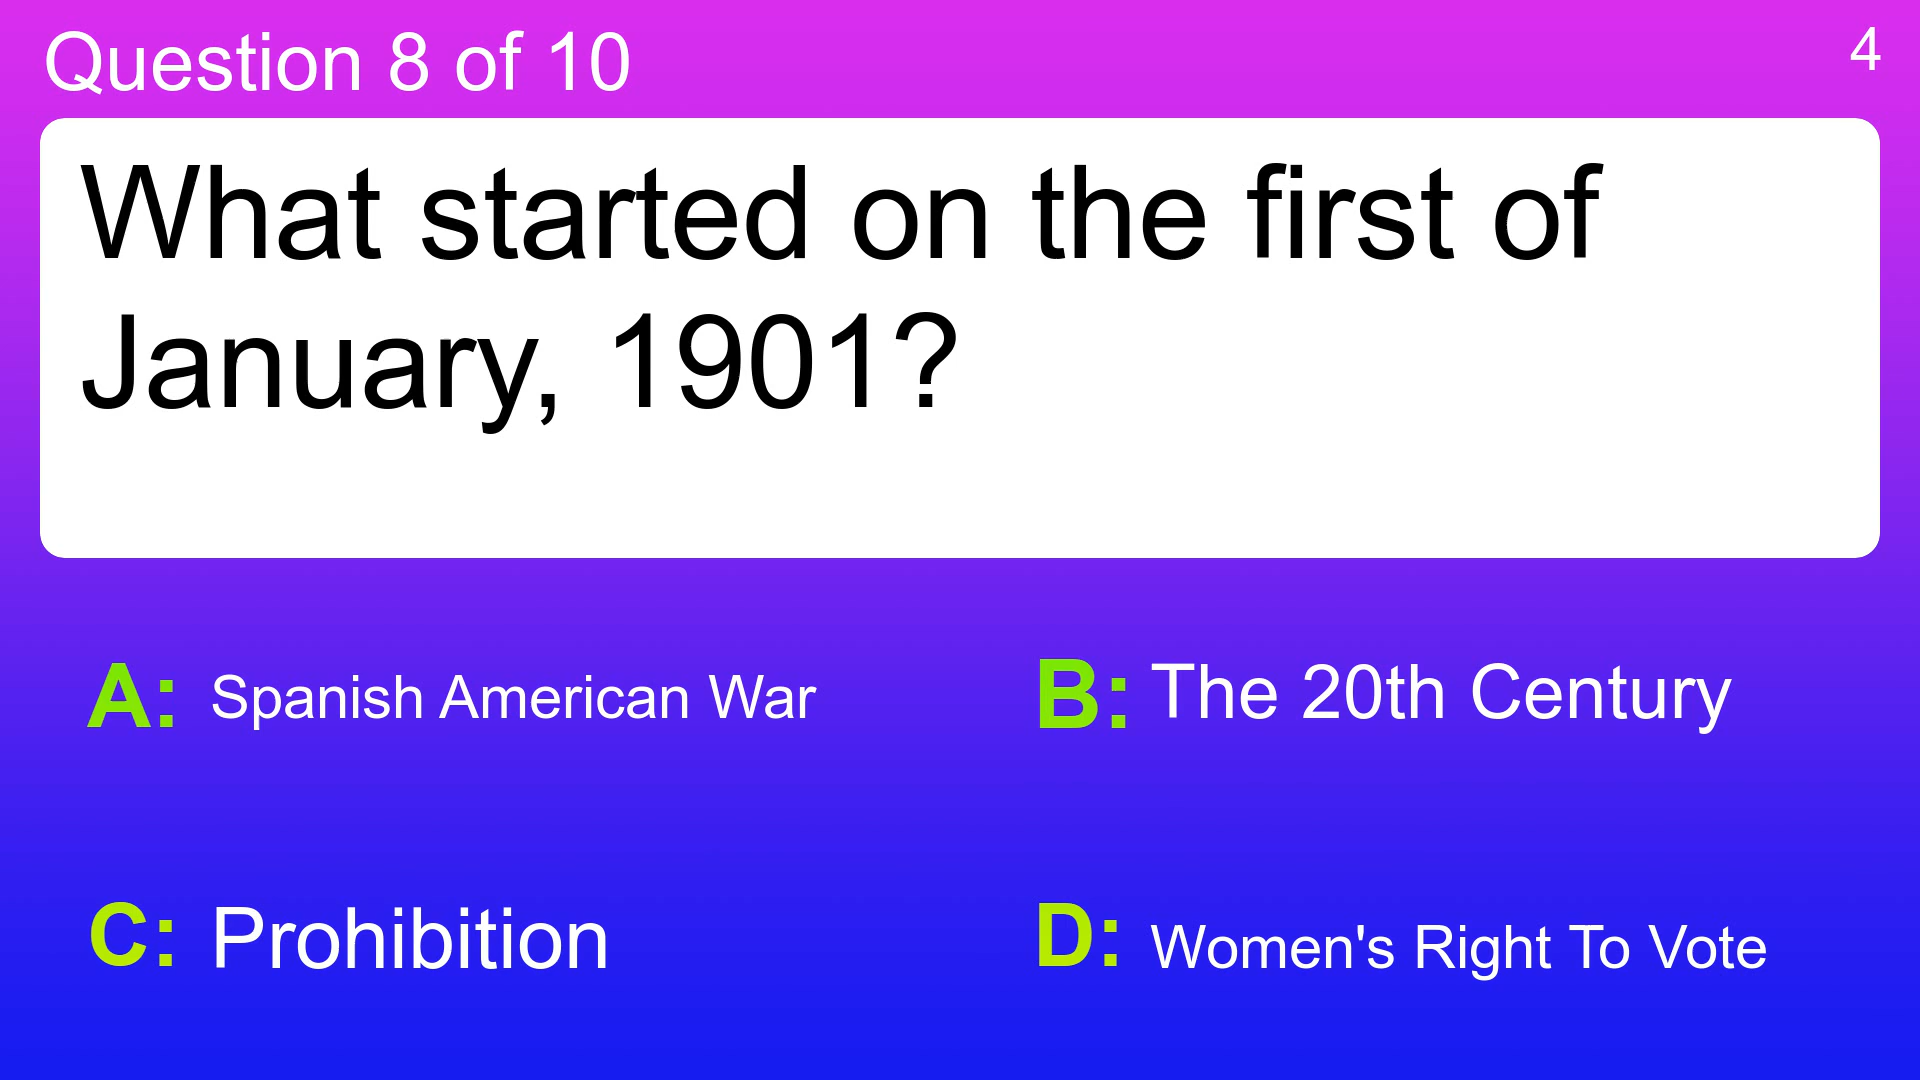 Question 8 of 10
4
What started on the first of
January, 1901?
A: Spanish American War
B: The 20th Century
C: Prohibition
D: Women's Right To Vote